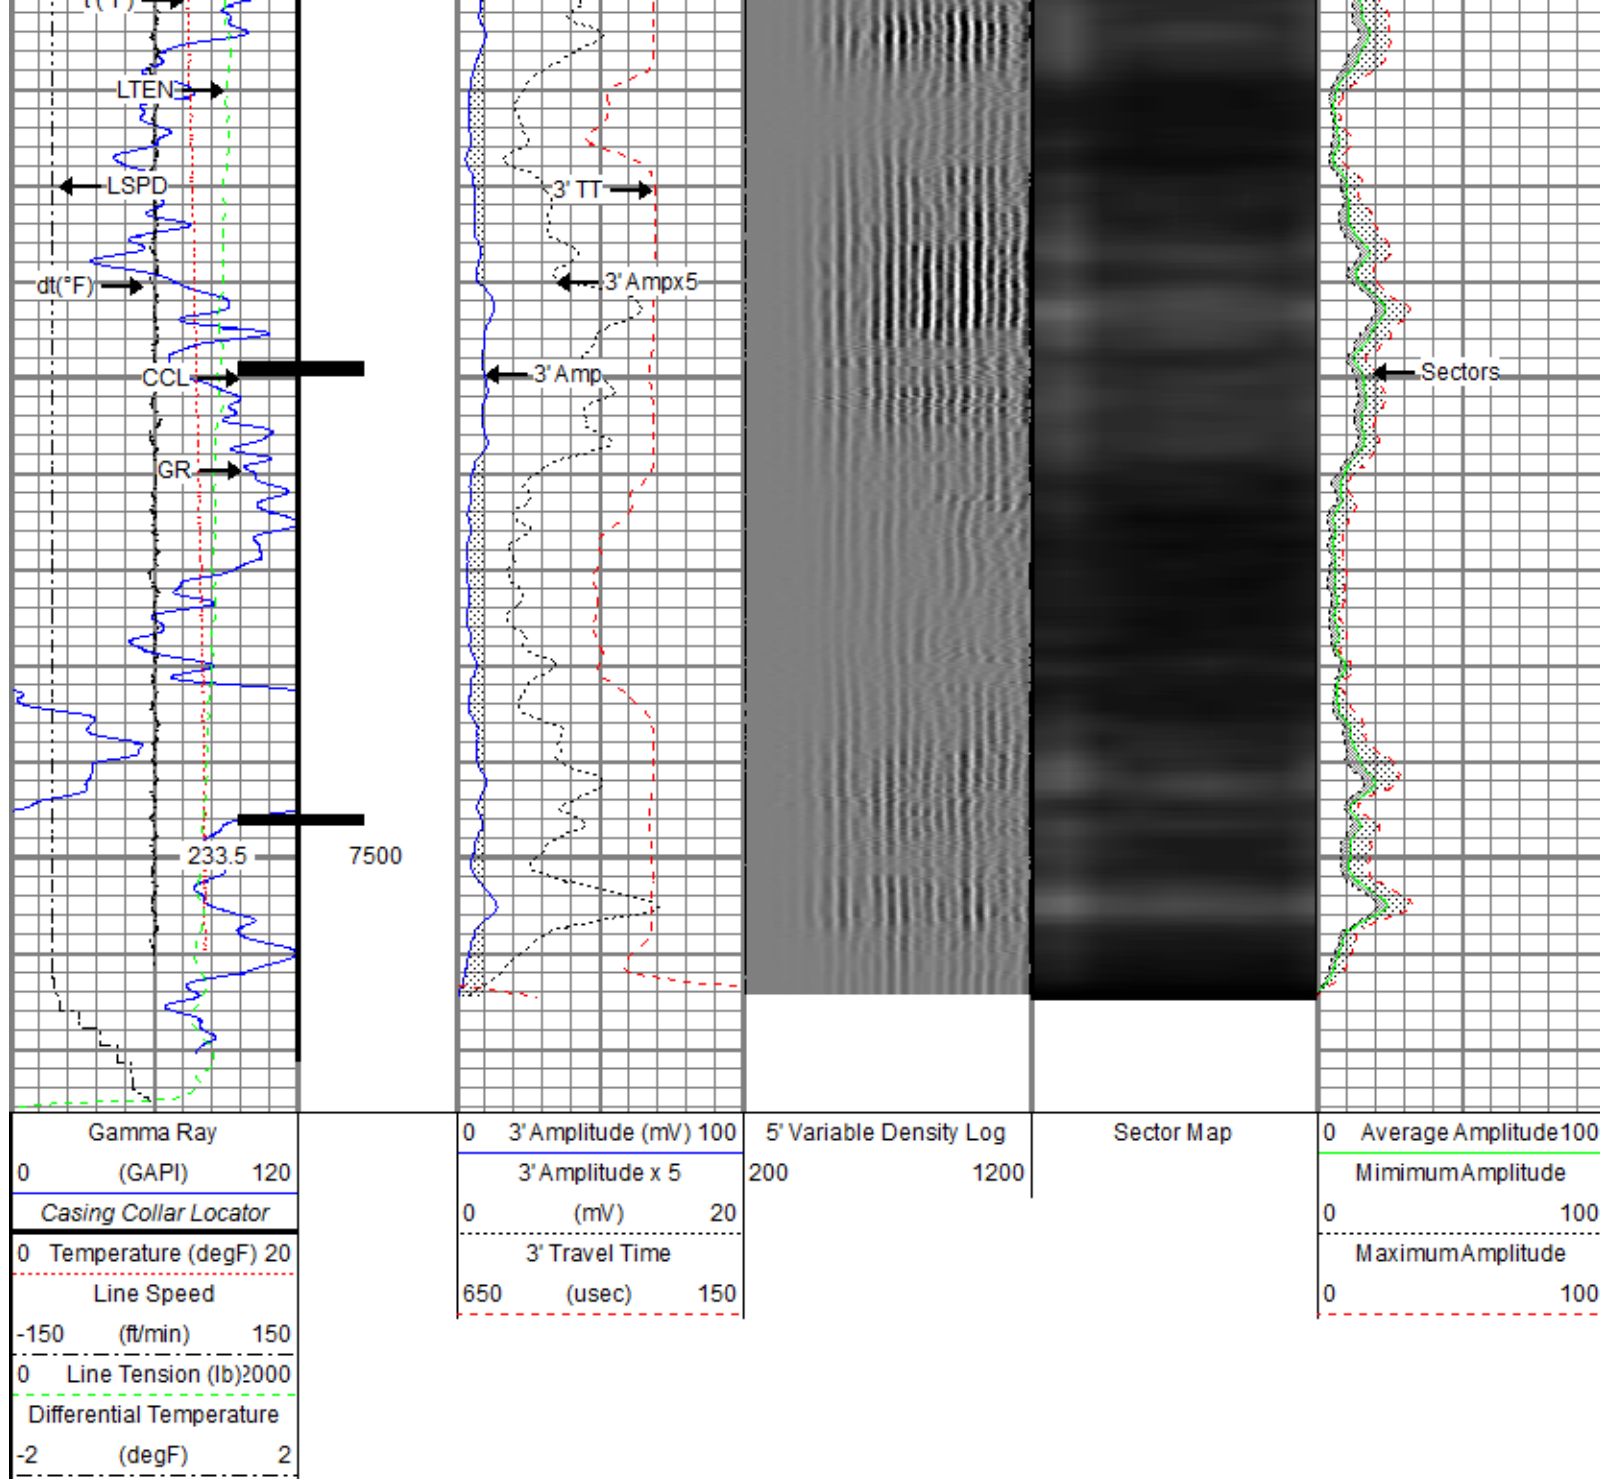 LTEN
LSPD
3' TT
dt(°F)
3' Ampx5
CCL
3' Amp
Sectors
GR
233.5
7500
Gamma Ray
0 (GAPI) 120
Casing Collar Locator
0 Temperature (degF) 20
Line Speed
-150 (ft/min) 150
0 Line Tension (lb) 2000
Differential Temperature
-2 (degF) 2
0 3' Amplitude (mV) 100
3' Amplitude x 5
0 (mV) 20
3' Travel Time
650 (usec) 150
5' Variable Density Log
200 1200
Sector Map
0 Average Amplitude 100
Mimimum Amplitude
0 100
Maximum Amplitude
0 100